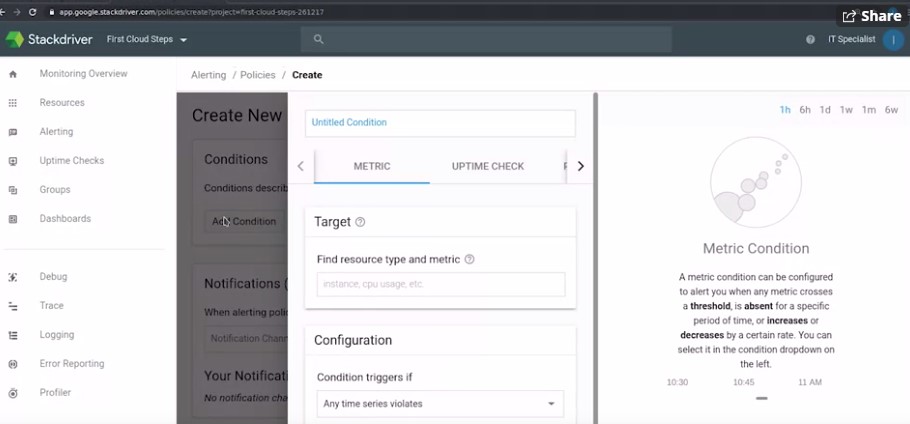 app.google.stackdriver.com/policies/create?project=first-cloud-steps-261217
Share
Stackdriver
First Cloud Steps
IT Specialist
I
Monitoring Overview
Resources
Alerting
Uptime Checks
Groups
Dashboards
Debug
Trace
Logging
Error Reporting
Profiler
Alerting / Policies / Create
Create New
Conditions
Conditions describ
Add Condition
Notifications (
When alerting polic
Notification Chann
Your Notificati
No notification chan
Untitled Condition
METRIC
UPTIME CHECK
Target
Find resource type and metric
instance, cpu usage, etc.
Configuration
Condition triggers if
Any time series violates
1h 6h 1d 1w 1m 6w
Metric Condition
A metric condition can be configured
to alert you when any metric crosses
a threshold, is absent for a specific
period of time, or increases or
decreases by a certain rate. You can
select it in the condition dropdown on
the left.
10:30 10:45 11 AM